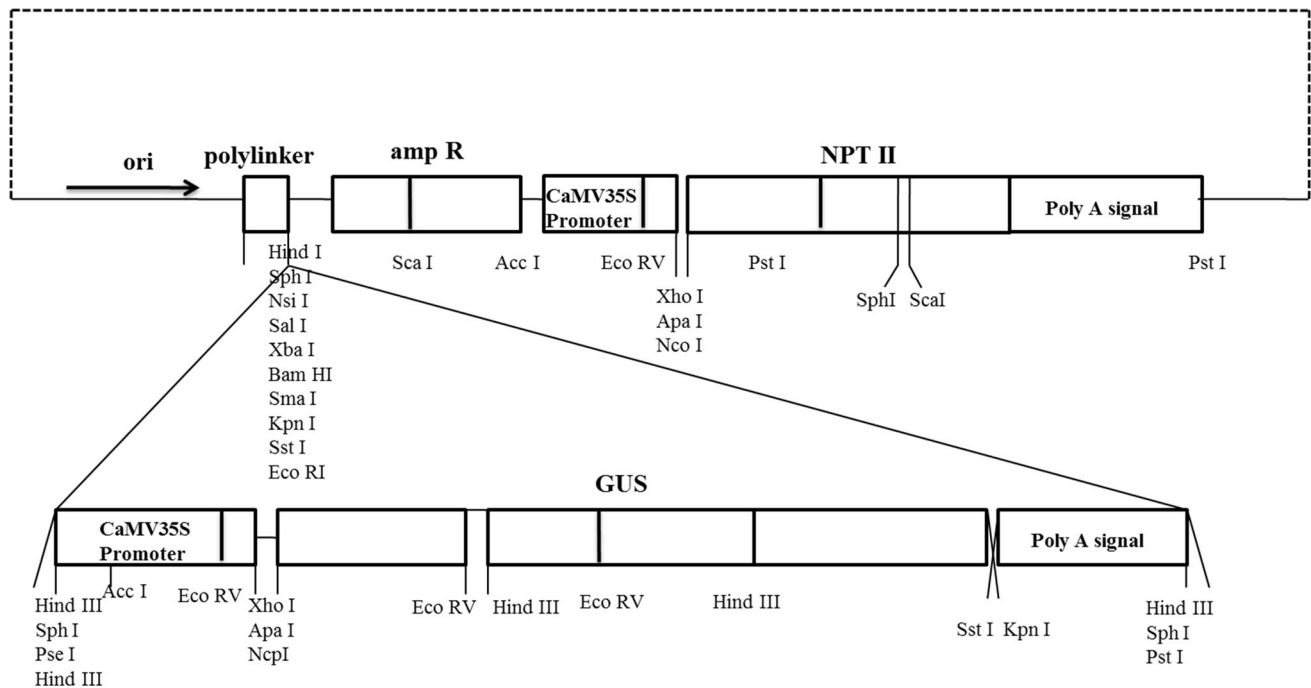 ori
polylinker
amp R
NPT II
CaMV35S
Promoter
Poly A signal
Hind I
Sph I
Nsi I
Sal I
Xba I
Bam HI
Sma I
Kpn I
Sst I
Eco RI
Sca I
Acc I
Eco RV
Xho I
Apa I
Nco I
Pst I
SphI
ScaI
Pst I
GUS
CaMV35S
Promoter
Poly A signal
Hind III
Sph I
Pse I
Hind III
Acc I
Eco RV
Xho I
Apa I
NcpI
Eco RV
Hind III
Eco RV
Hind III
Sst I
Kpn I
Hind III
Sph I
Pst I